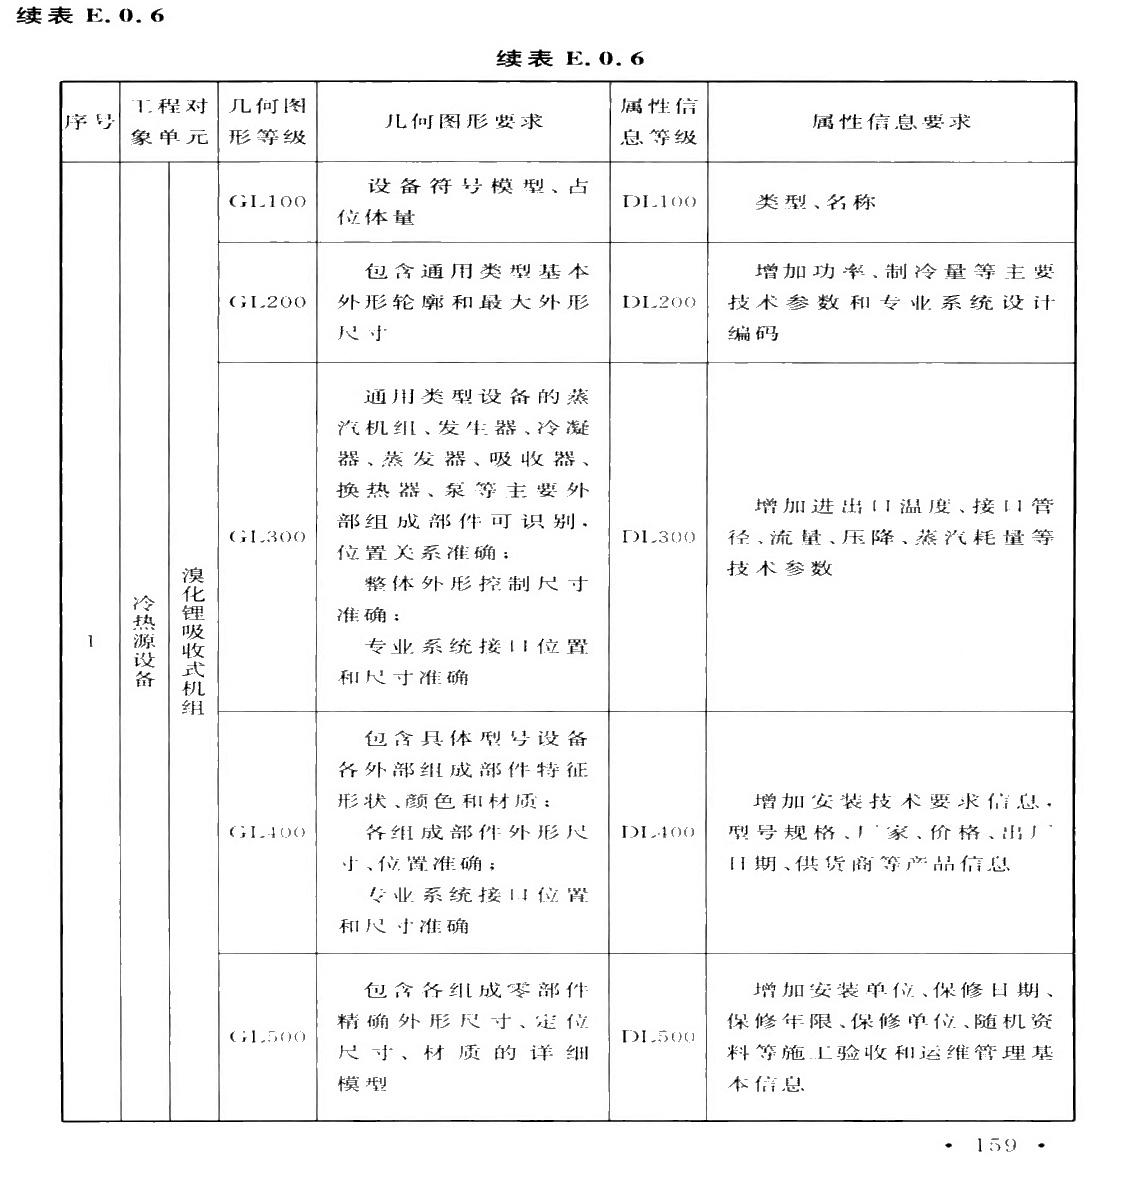 续表 E.0.6
续表 E.0.6
序号
工程对
象单元
几何图
形等级
几何图形要求
属性信
息等级
属性信息要求
1
冷热源设备
溴化锂吸收式机组
GL100
设备符号模型、占
位体量
DL100
类型、名称
GL200
包含通用类型基本
外形轮廓和最大外形
尺寸
DL200
增加功率、制冷量等主要
技术参数和专业系统设计
编码
GL300
通用类型设备的蒸
汽机组、发生器、冷凝
器、蒸发器、吸收器、
换热器、泵等主要外
部组成部件可识别,
位置关系准确;
整体外形控制尺寸
准确;
专业系统接口位置
和尺寸准确
DL300
增加进出口温度、接口管
径、流量、压降、蒸汽耗量等
技术参数
GL400
包含具体型号设备
各外部组成部件特征
形状、颜色和材质;
各组成部件外形尺
寸、位置准确;
专业系统接口位置
和尺寸准确
DL400
增加安装技术要求信息,
型号规格、厂家、价格、出厂
日期、供货商等产品信息
GL500
包含各组成零部件
精确外形尺寸、定位
尺寸、材质的详细
模型
DL500
增加安装单位、保修日期、
保修年限、保修单位、随机资
料等施工验收和运维管理基
本信息
· 159 ·